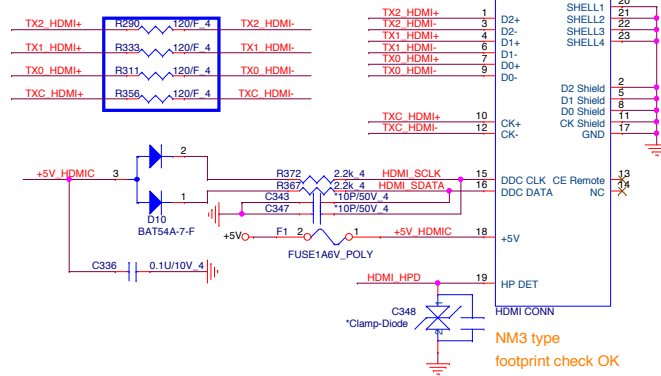 TX2_HDMI+ R290 120/F_4 TX2_HDMI-
TX1_HDMI+ R333 120/F_4 TX1_HDMI-
TX0_HDMI+ R311 120/F_4 TX0_HDMI-
TXC_HDMI+ R356 120/F_4 TXC_HDMI-
TX2_HDMI+ 1 D2+
TX2_HDMI- 3 D2-
TX1_HDMI+ 4 D1+
TX1_HDMI- 6 D1-
TX0_HDMI+ 7 D0+
TX0_HDMI- 9 D0-
TXC_HDMI+ 10 CK+
TXC_HDMI- 12 CK-
SHELL1 20
SHELL2 21
SHELL3 22
SHELL4 23
D2 Shield 2
D1 Shield 5
D0 Shield 8
CK Shield 11
GND 17
+5V_HDMIC 3
2
1
D10
BAT54A-7-F
R372 2.2k_4 HDMI_SCLK 15 DDC CLK
R367 2.2k_4 HDMI_SDATA 16 DDC DATA
CE Remote 13
NC 14
C343 *10P/50V_4
C347 *10P/50V_4
+5V F1 2 1 +5V_HDMIC 18 +5V
FUSE1A6V_POLY
C336 0.1U/10V_4
HDMI_HPD 19 HP DET
C348
*Clamp-Diode
1
2
HDMI CONN
NM3 type
footprint check OK